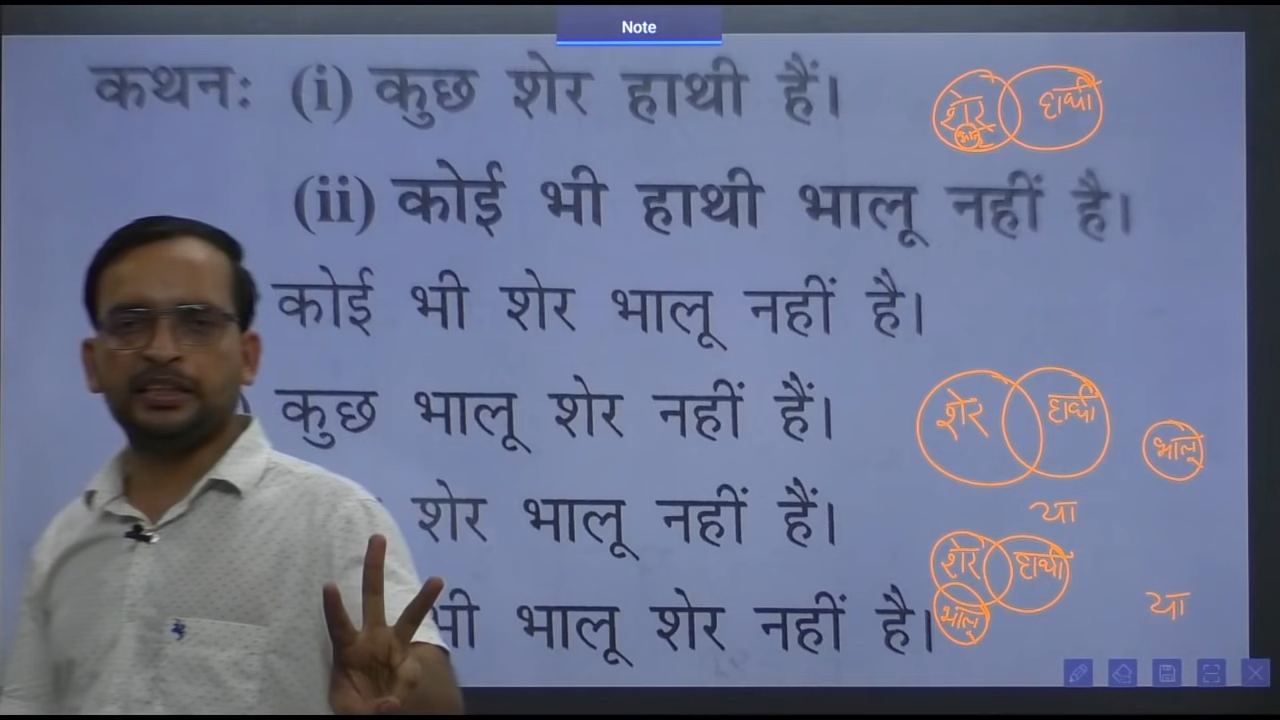 Note
कथनः (i) कुछ शेर हाथी हैं।
शेर हाथी
भालू
(ii) कोई भी हाथी भालू नहीं है।
कोई भी शेर भालू नहीं है।
कुछ भालू शेर नहीं हैं।
शेर हाथी
भालू
शेर भालू नहीं हैं।
या
शेर हाथी
भालू
या
भालू शेर नहीं है।